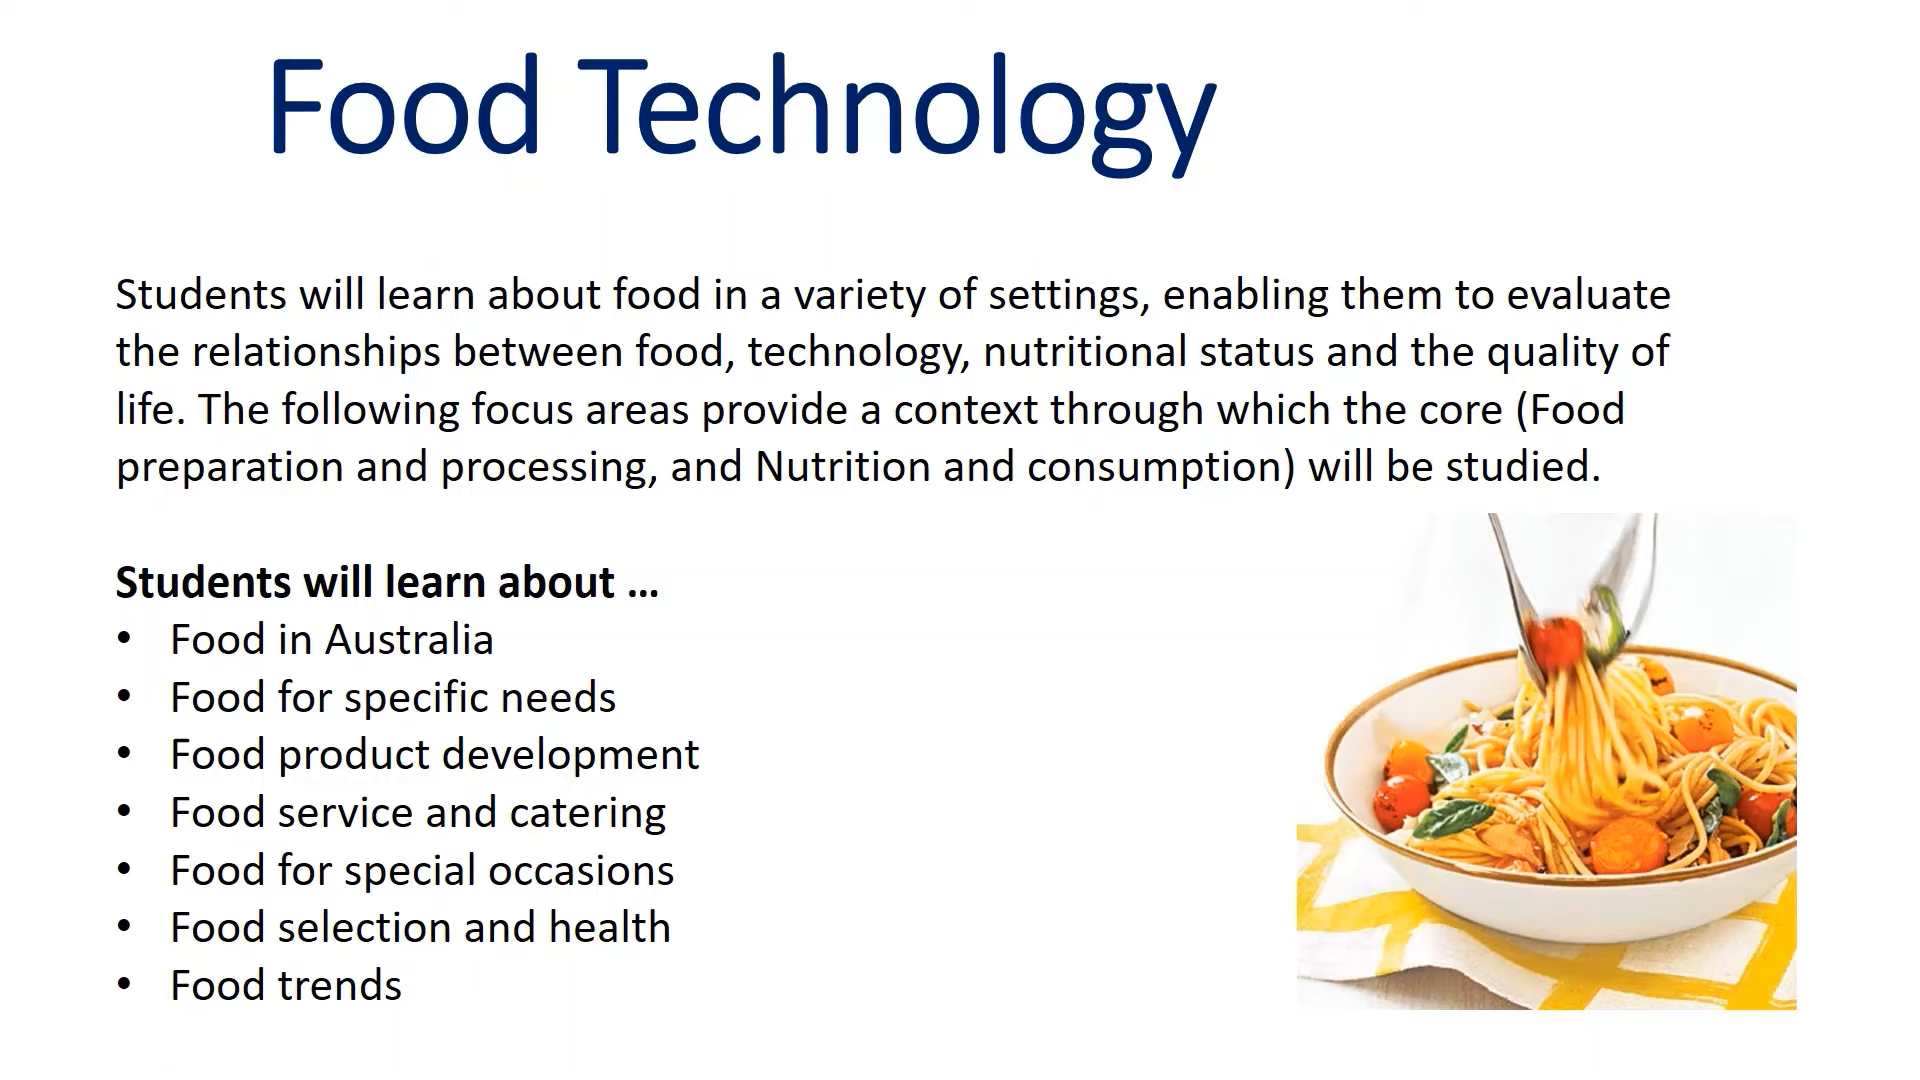 Food Technology
Students will learn about food in a variety of settings, enabling them to evaluate
the relationships between food, technology, nutritional status and the quality of
life. The following focus areas provide a context through which the core (Food
preparation and processing, and Nutrition and consumption) will be studied.
Students will learn about …
• Food in Australia
• Food for specific needs
• Food product development
• Food service and catering
• Food for special occasions
• Food selection and health
• Food trends